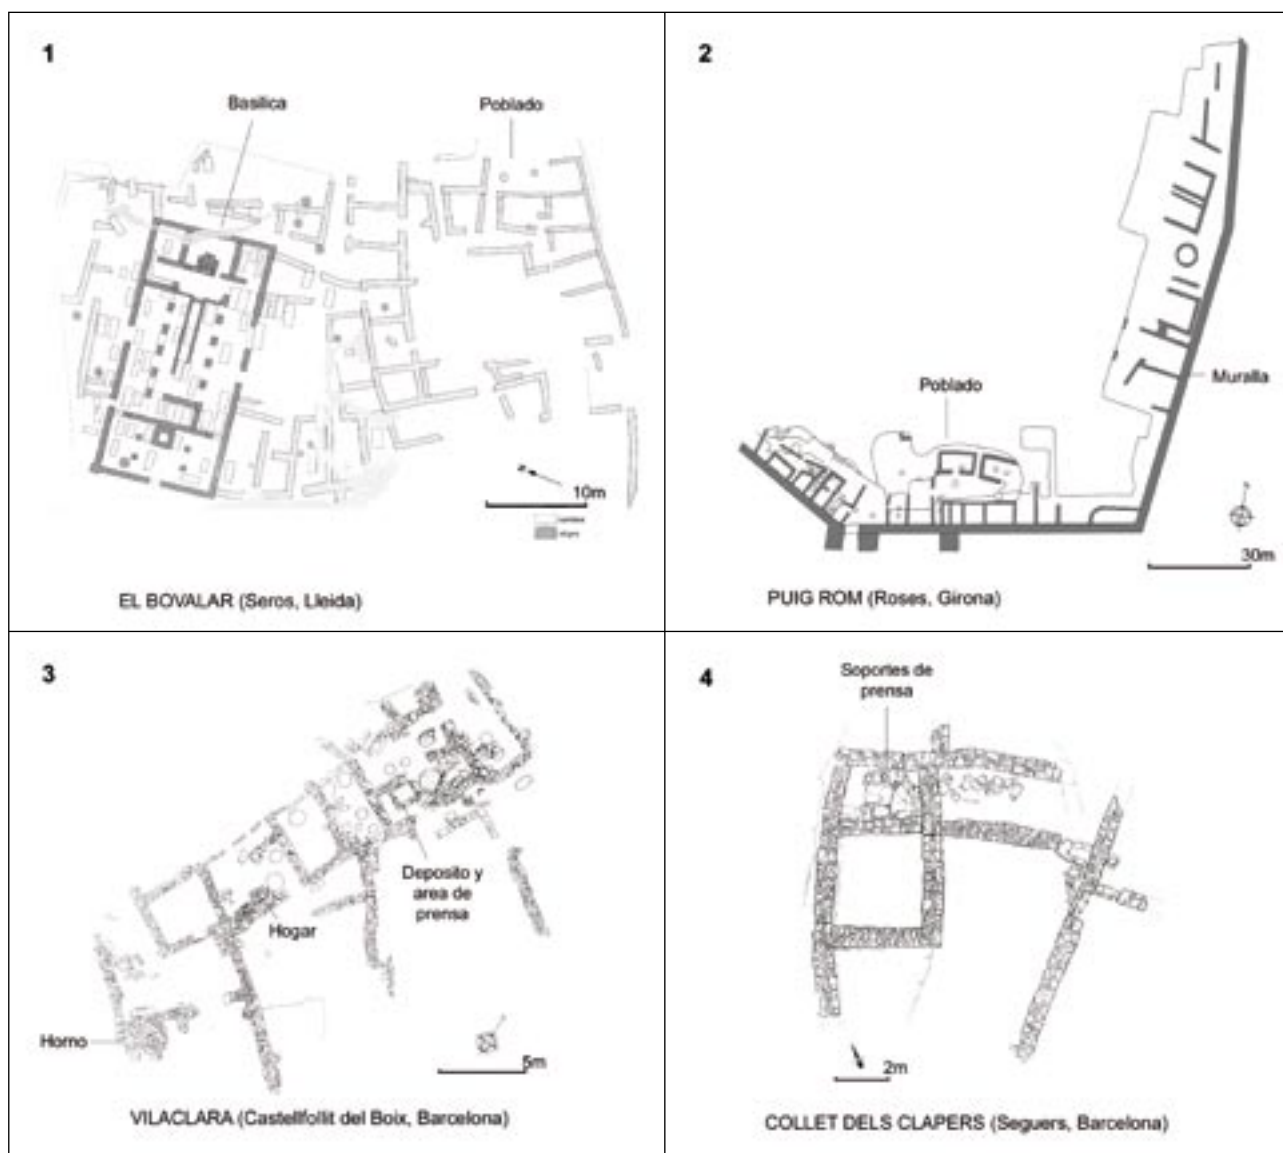 1
Basilica
Poblado
10m
EL BOVALAR (Seros, Lleida)
2
Poblado
Muralla
30m
PUIG ROM (Roses, Girona)
3
Deposito y
area de
prensa
Hogar
Horno
5m
VILACLARA (Castellfollit del Boix, Barcelona)
4
Soportes de
prensa
2m
COLLET DELS CLAPERS (Seguers, Barcelona)